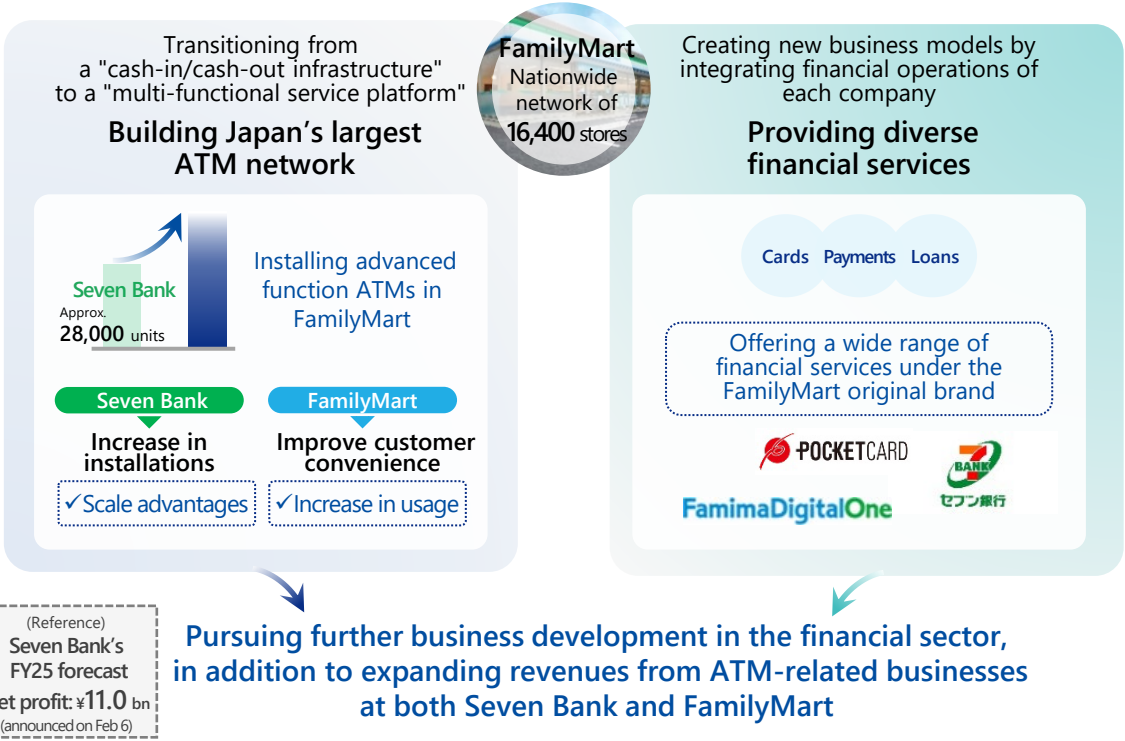 Transitioning from
a "cash-in/cash-out infrastructure"
to a "multi-functional service platform"
Building Japan's largest
ATM network
FamilyMart
Nationwide
network of
16,400 stores
Creating new business models by
integrating financial operations of
each company
Providing diverse
financial services
Seven Bank
Approx.
28,000 units
Installing advanced
function ATMs in
FamilyMart
Seven Bank
Increase in
installations
✓Scale advantages
FamilyMart
Improve customer
convenience
✓Increase in usage
Cards Payments Loans
Offering a wide range of
financial services under the
FamilyMart original brand
POCKETCARD
FamimaDigitalOne
7
BANK
セブン銀行
(Reference)
Seven Bank's
FY25 forecast
et profit: ¥11.0 bn
(announced on Feb 6)
Pursuing further business development in the financial sector,
in addition to expanding revenues from ATM-related businesses
at both Seven Bank and FamilyMart